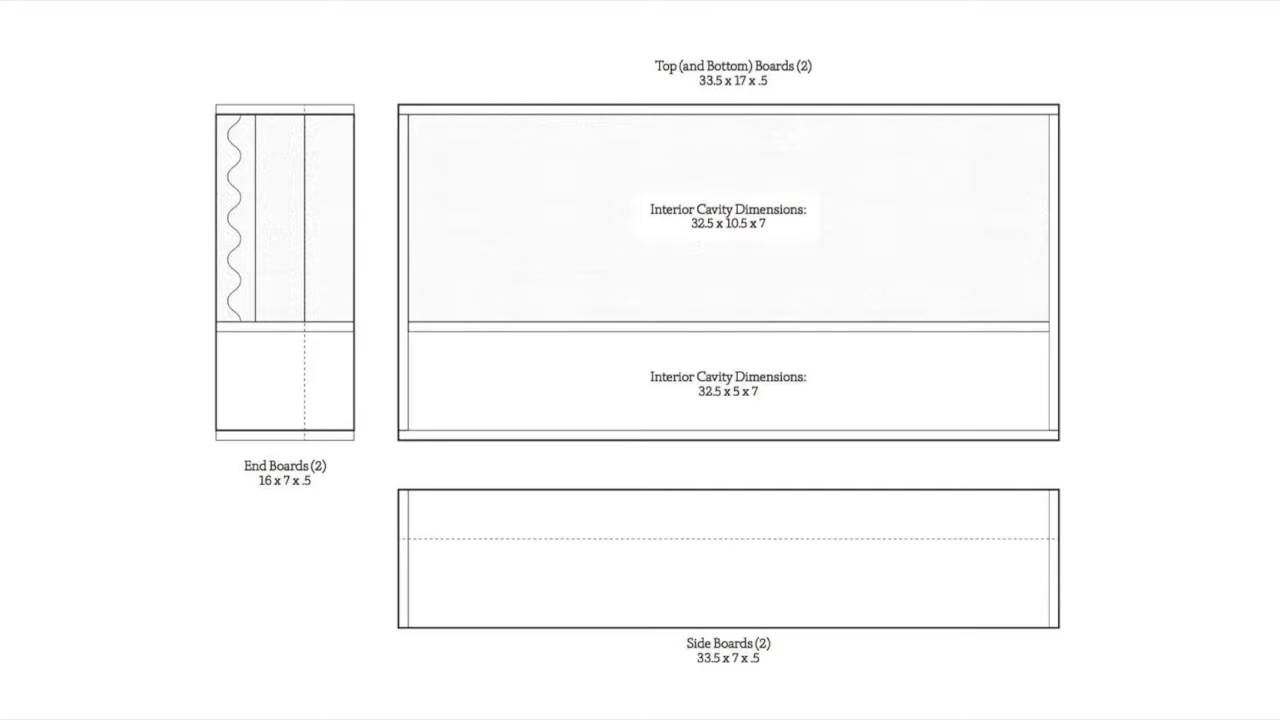 Top (and Bottom) Boards (2)
33.5 x 17 x .5
Interior Cavity Dimensions:
32.5 x 10.5 x 7
Interior Cavity Dimensions:
32.5 x 5 x 7
End Boards (2)
16 x 7 x .5
Side Boards (2)
33.5 x 7 x .5